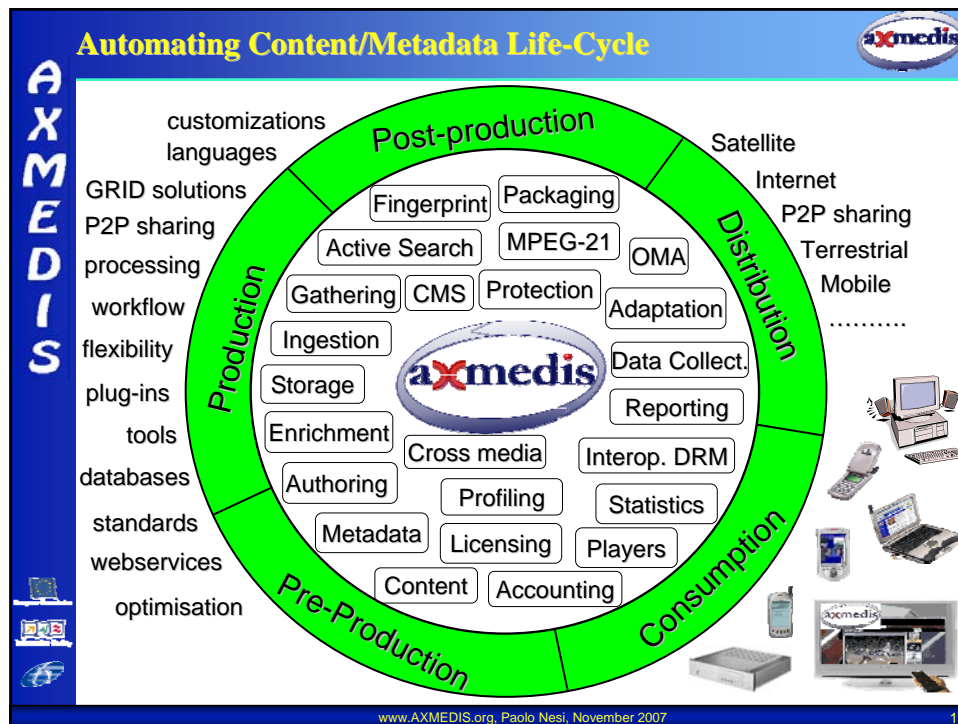 Automating Content/Metadata Life-Cycle
axmedis
AXMEDIS
customizations
languages
GRID solutions
P2P sharing
processing
workflow
flexibility
plug-ins
tools
databases
standards
webservices
optimisation
Post-production
Production
Pre-Production
Distribution
Consumption
Satellite
Internet
P2P sharing
Terrestrial
Mobile
..........
Fingerprint
Packaging
Active Search
MPEG-21
OMA
Gathering
CMS
Protection
Adaptation
Ingestion
axmedis
Data Collect.
Storage
Reporting
Enrichment
Cross media
Interop. DRM
Authoring
Profiling
Statistics
Metadata
Licensing
Players
Content
Accounting
axmedis
www.AXMEDIS.org, Paolo Nesi, November 2007
1